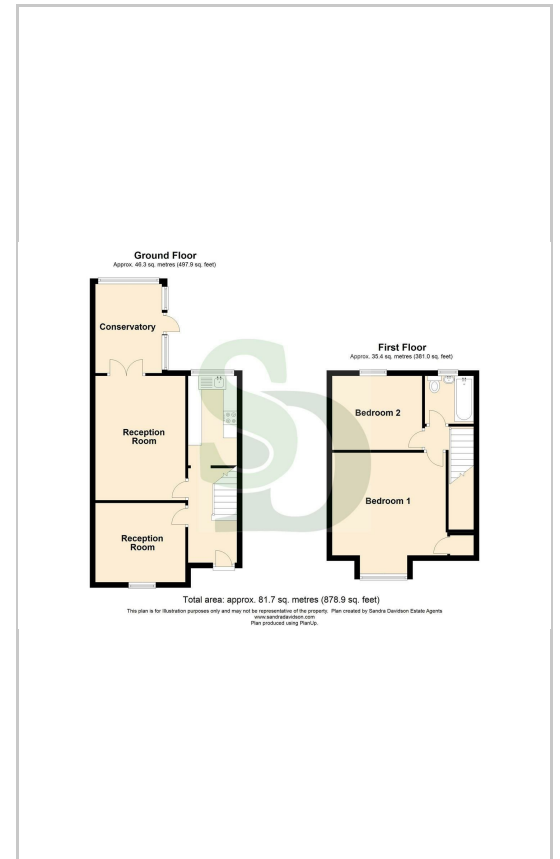 Ground Floor
Approx. 46.3 sq. metres (497.9 sq. feet)
Conservatory
Reception
Room
Reception
Room
First Floor
Approx. 35.4 sq. metres (381.0 sq. feet)
Bedroom 2
Bedroom 1
SD
Total area: approx. 81.7 sq. metres (878.9 sq. feet)
This plan is for illustration purposes only and may not be representative of the property. Plan created by Sandra Davidson Estate Agents
www.sandradavidson.com
Plan produced using PlanUp.